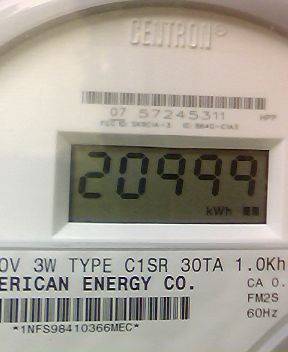 CENTRON®
07 57245311 HPP
20999
kWh
0V 3W TYPE C1SR 30TA 1.0Kh
ERICAN ENERGY CO. CA 0.
FM2S
60Hz
*1NFS98410366MEC*